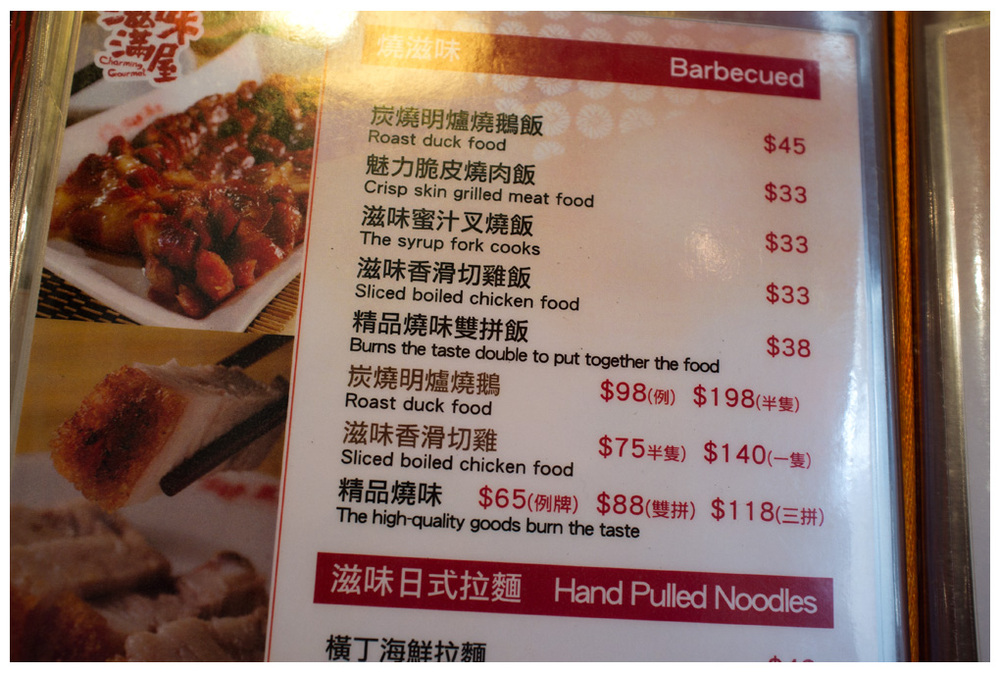 滋味
滿屋
Charming
Gourmet
燒滋味 Barbecued
炭燒明爐燒鵝飯
Roast duck food $45
魅力脆皮燒肉飯
Crisp skin grilled meat food $33
滋味蜜汁叉燒飯
The syrup fork cooks $33
滋味香滑切雞飯
Sliced boiled chicken food $33
精品燒味雙拼飯
Burns the taste double to put together the food $38
炭燒明爐燒鵝 $98(例) $198(半隻)
Roast duck food
滋味香滑切雞 $75半隻) $140(一隻)
Sliced boiled chicken food
精品燒味 $65(例牌) $88(雙拼) $118(三拼)
The high-quality goods burn the taste
滋味日式拉麵 Hand Pulled Noodles
橫丁海鮮拉麵